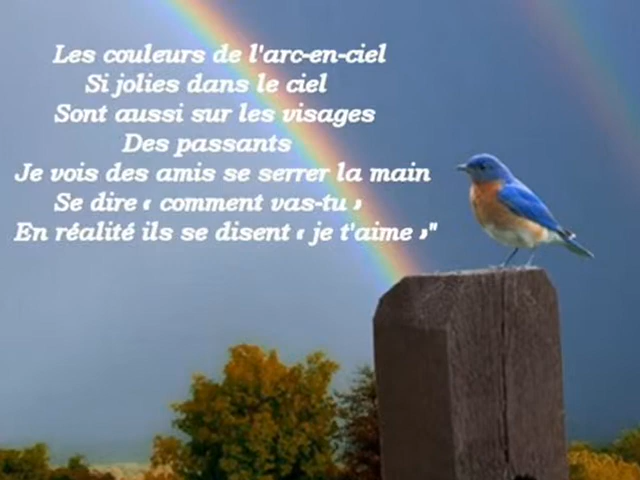 Les couleurs de l'arc-en-ciel
Si jolies dans le ciel
Sont aussi sur les visages
Des passants
Je vois des amis se serrer la main
Se dire « comment vas-tu »
En réalité ils se disent « je t'aime »"